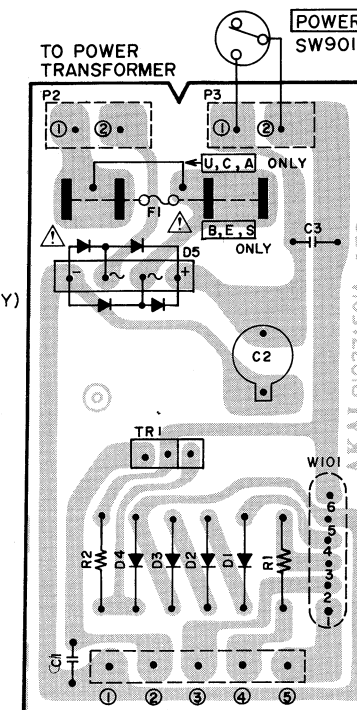 POWER
SW901
TO POWER
TRANSFORMER
P2
P3
① ②
① ②
U, C, A ONLY
F1
B, E, S
ONLY
C3
D5
− ~ ~ +
Y)
C2
TR1
W101
6
5
4
3
2
1
R2 D4 D3 D2 D1 R1
C1
① ② ③ ④ ⑤